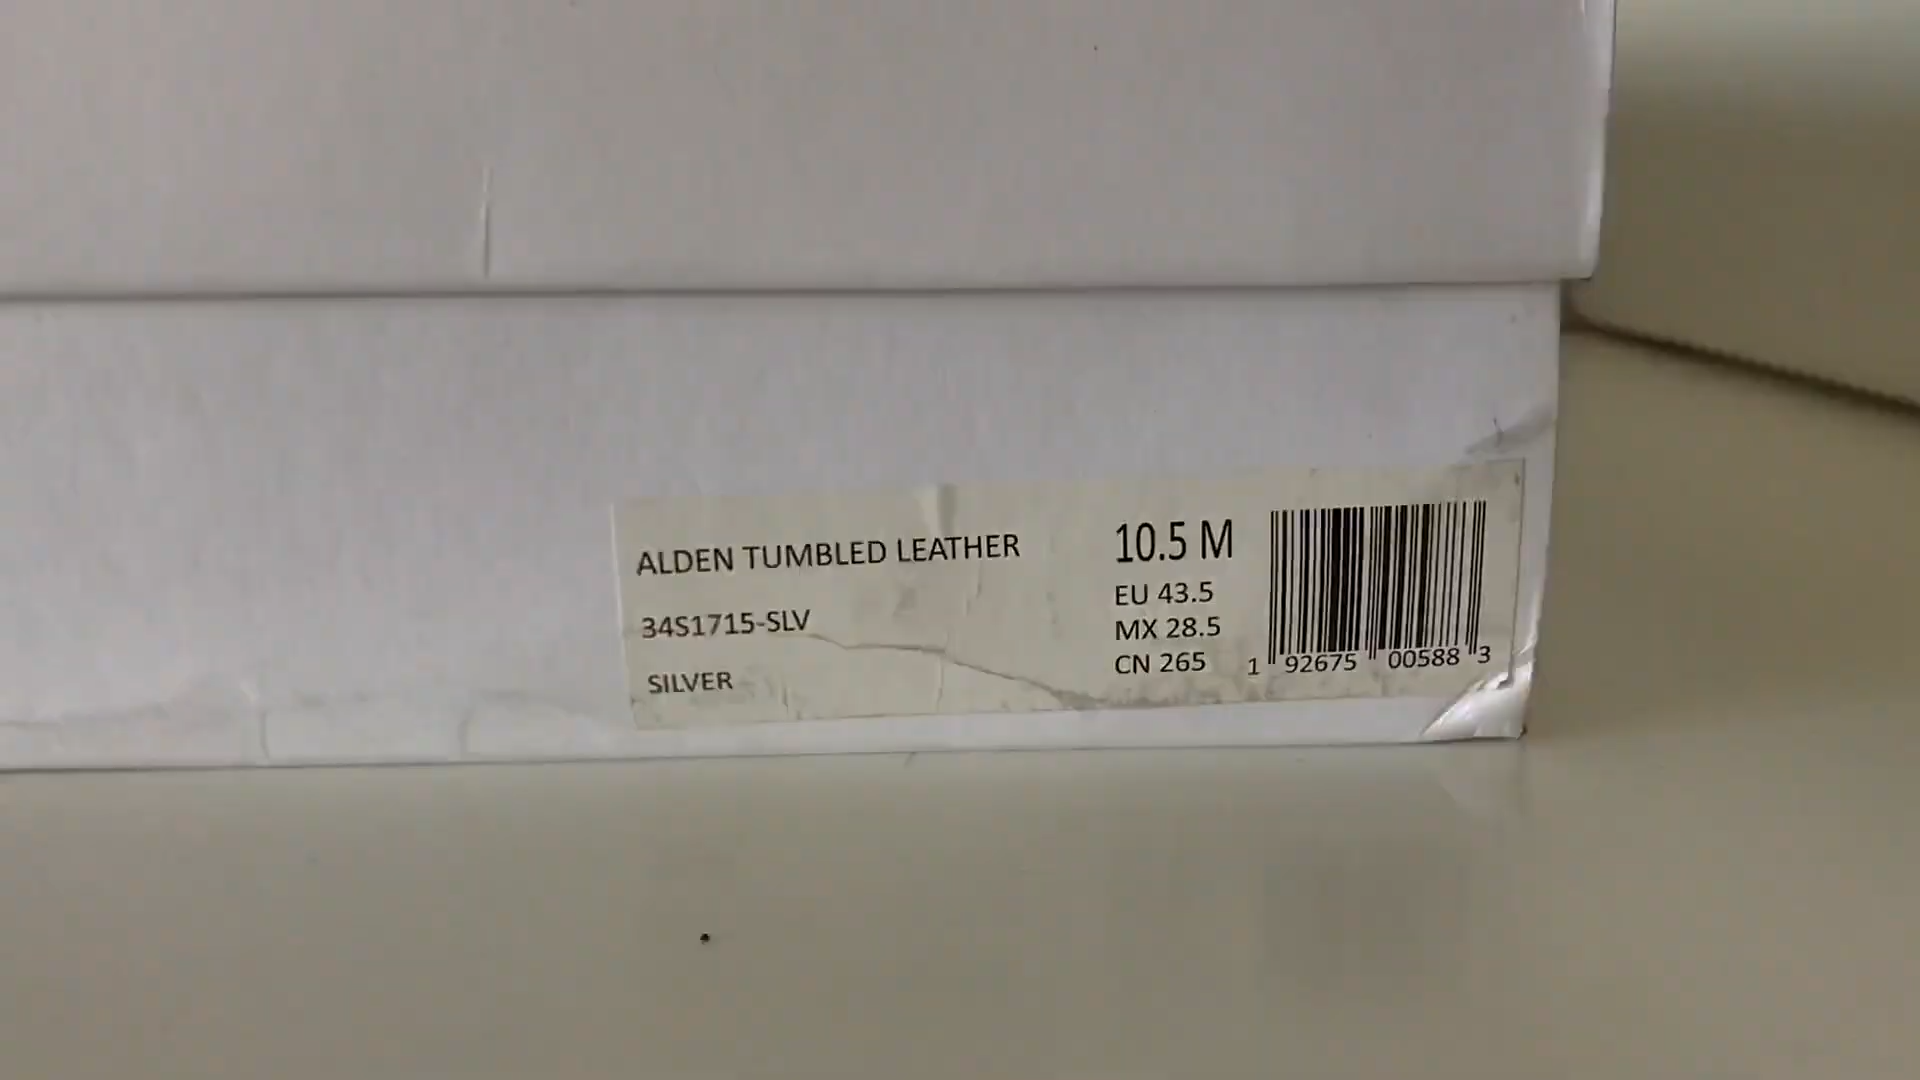 ALDEN TUMBLED LEATHER
34S1715-SLV
SILVER
10.5 M
EU 43.5
MX 28.5
CN 265
1 92675 00588 3